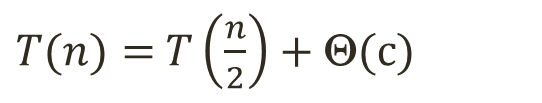 T(n) = T(n/2) + Θ(c)